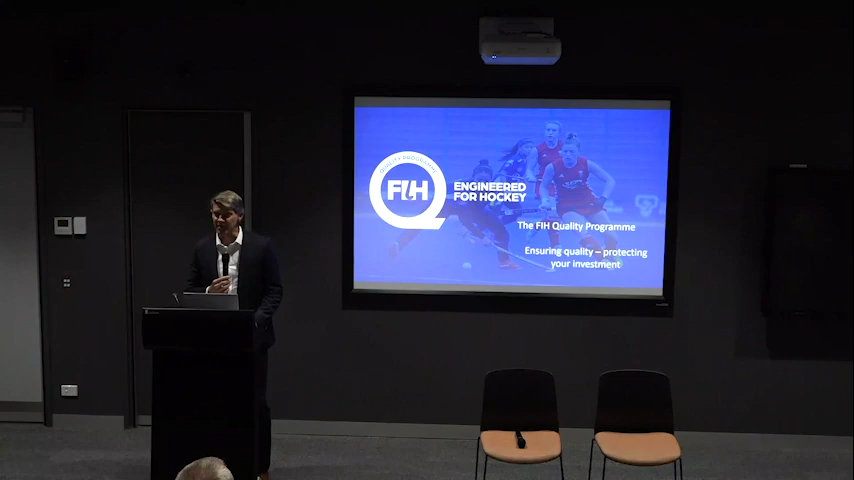 QUALITY PROGRAMME
FIH
ENGINEERED
FOR HOCKEY
The FIH Quality Programme
Ensuring quality – protecting
your investment